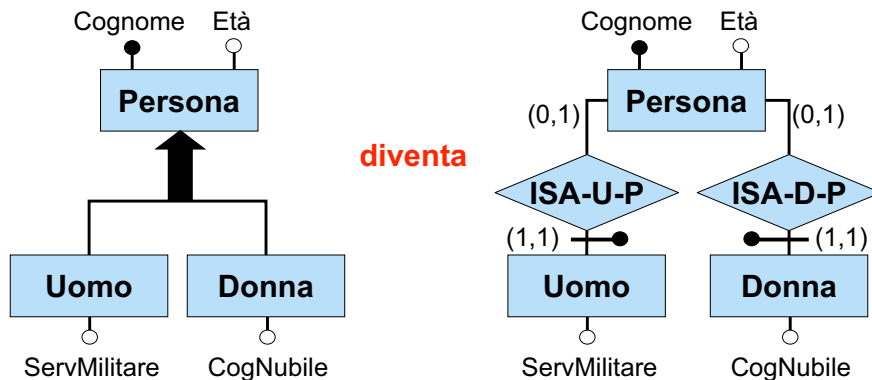 Cognome Età
Persona
Uomo Donna
ServMilitare CogNubile
diventa
Cognome Età
Persona
(0,1) (0,1)
ISA-U-P ISA-D-P
(1,1) (1,1)
Uomo Donna
ServMilitare CogNubile